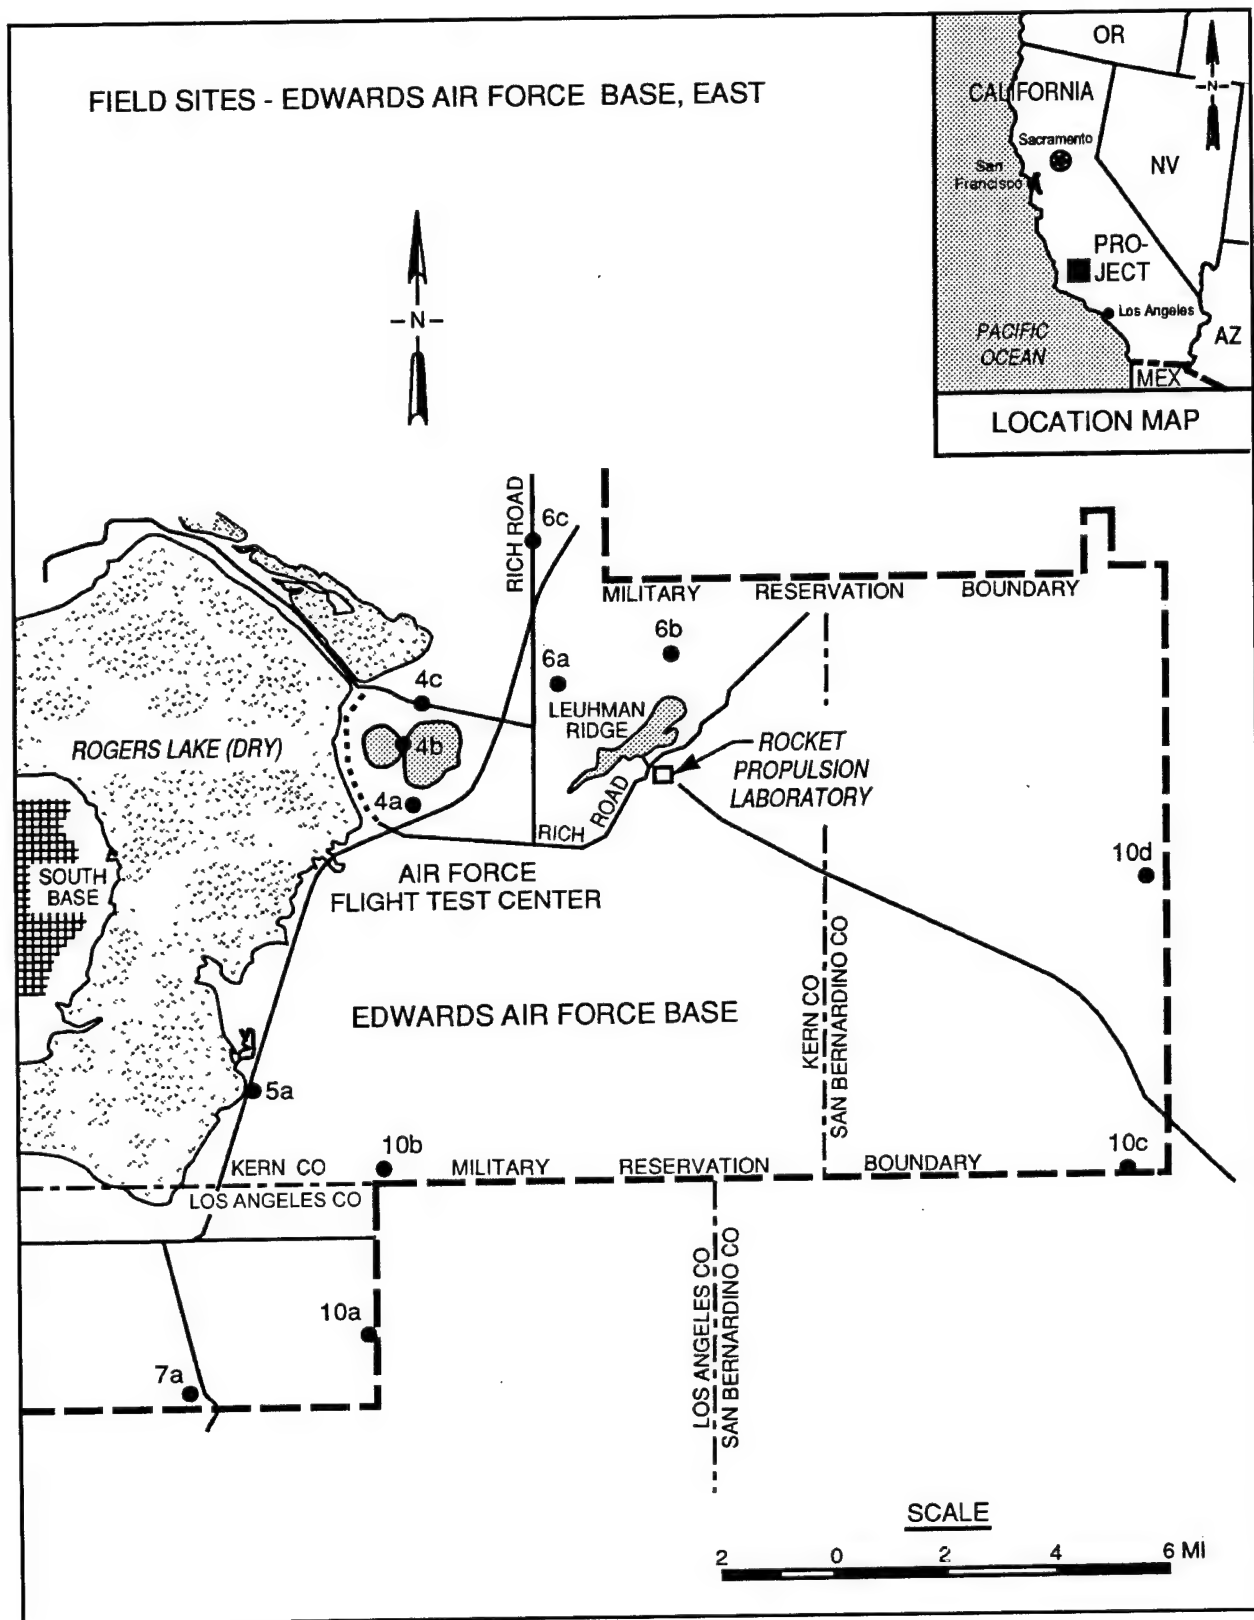 FIELD SITES - EDWARDS AIR FORCE BASE, EAST
OR
CALIFORNIA
-N-
Sacramento
San
Francisco
NV
PRO-
JECT
Los Angeles
PACIFIC
OCEAN
AZ
MEX
LOCATION MAP
-N-
RICH ROAD
6c
MILITARY RESERVATION BOUNDARY
6b
6a
4c
LEUHMAN
RIDGE
ROGERS LAKE (DRY)
4b
ROCKET
PROPULSION
LABORATORY
4a
RICH ROAD
SOUTH
BASE
AIR FORCE
FLIGHT TEST CENTER
10d
EDWARDS AIR FORCE BASE
KERN CO
SAN BERNARDINO CO
5a
10b
10c
KERN CO
MILITARY RESERVATION BOUNDARY
LOS ANGELES CO
LOS ANGELES CO
SAN BERNARDINO CO
10a
7a
SCALE
2 0 2 4 6 MI